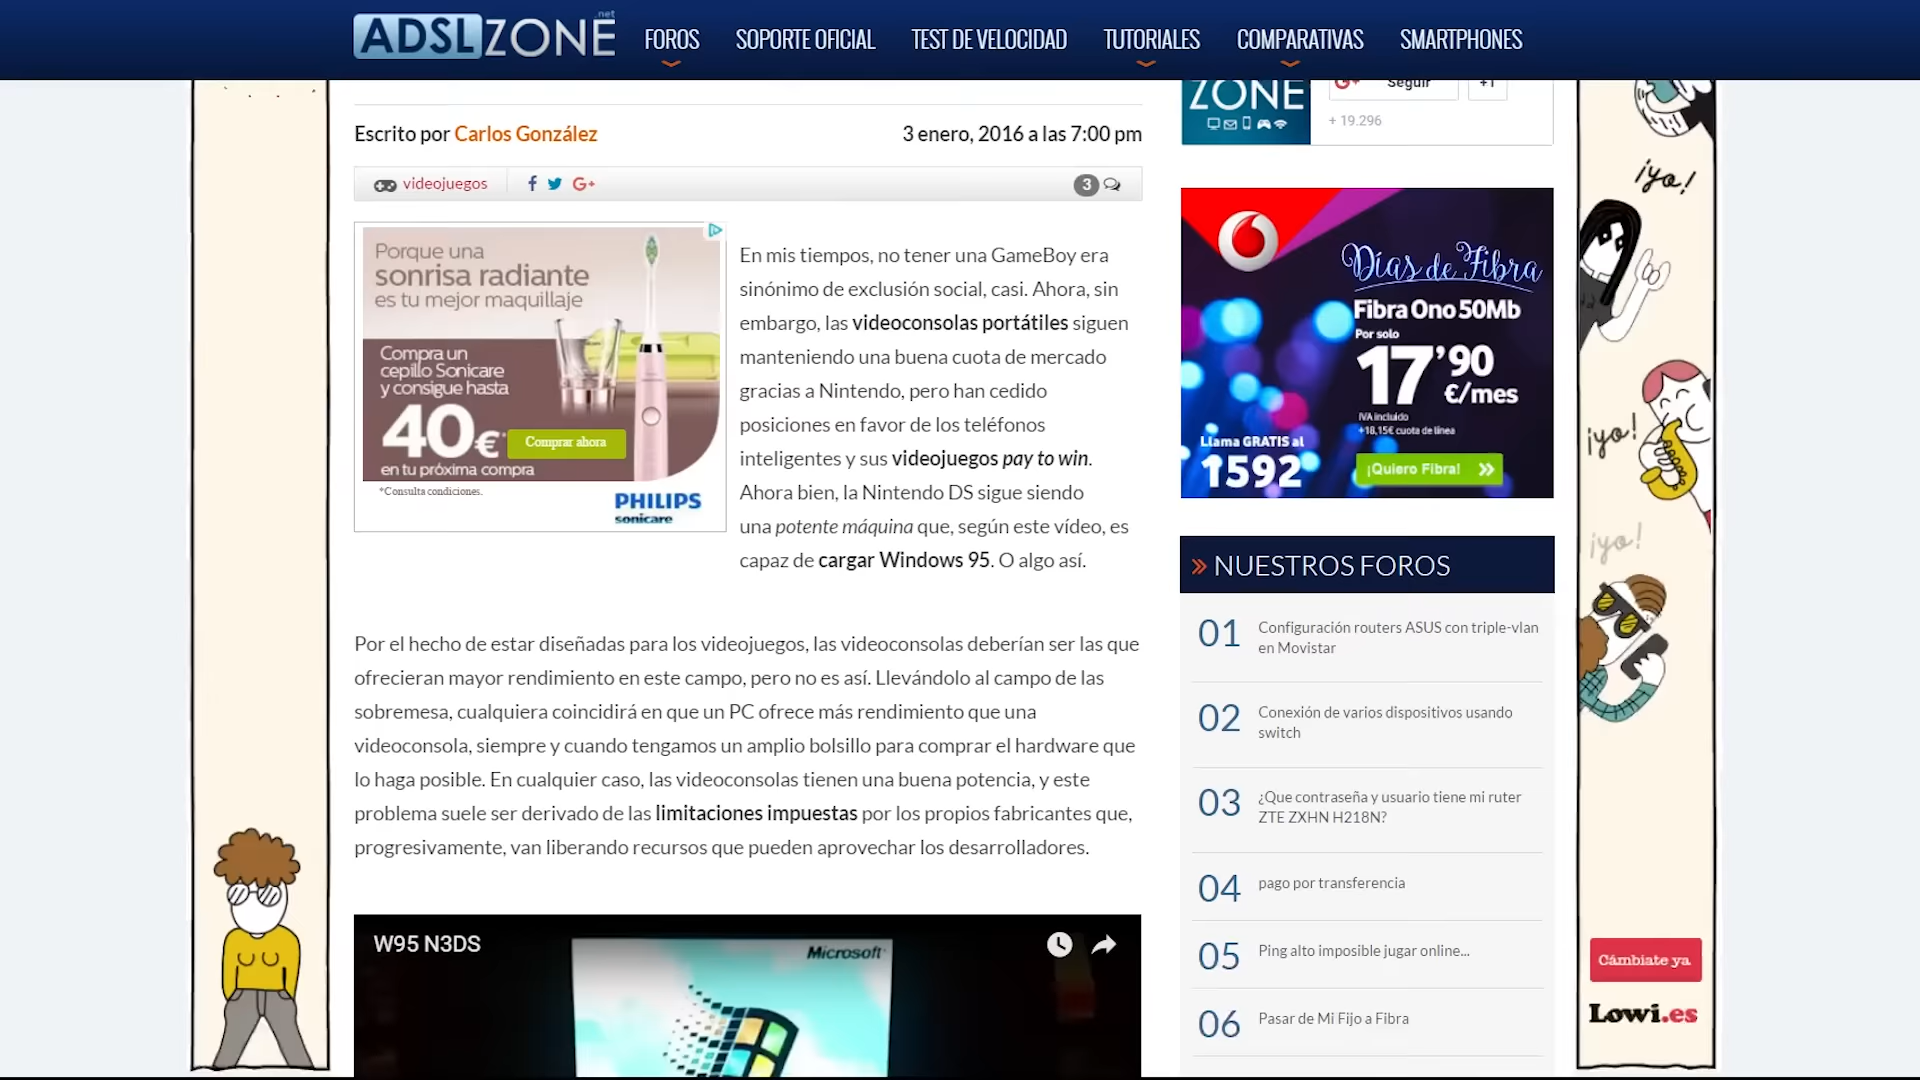 ADSLZONE.net
FOROS
SOPORTE OFICIAL
TEST DE VELOCIDAD
TUTORIALES
COMPARATIVAS
SMARTPHONES
Escrito por Carlos González
3 enero, 2016 a las 7:00 pm
videojuegos
G+
3
Porque una
sonrisa radiante
es tu mejor maquillaje
Compra un
cepillo Sonicare
y consigue hasta
40€*
Comprar ahora
en tu próxima compra
*Consulta condiciones.
PHILIPS
sonicare
En mis tiempos, no tener una GameBoy era
sinónimo de exclusión social, casi. Ahora, sin
embargo, las videoconsolas portátiles siguen
manteniendo una buena cuota de mercado
gracias a Nintendo, pero han cedido
posiciones en favor de los teléfonos
inteligentes y sus videojuegos pay to win.
Ahora bien, la Nintendo DS sigue siendo
una potente máquina que, según este vídeo, es
capaz de cargar Windows 95. O algo así.
Por el hecho de estar diseñadas para los videojuegos, las videoconsolas deberían ser las que
ofrecieran mayor rendimiento en este campo, pero no es así. Llevándolo al campo de las
sobremesa, cualquiera coincidirá en que un PC ofrece más rendimiento que una
videoconsola, siempre y cuando tengamos un amplio bolsillo para comprar el hardware que
lo haga posible. En cualquier caso, las videoconsolas tienen una buena potencia, y este
problema suele ser derivado de las limitaciones impuestas por los propios fabricantes que,
progresivamente, van liberando recursos que pueden aprovechar los desarrolladores.
W95 N3DS
Microsoft
ZONE
G+
Seguir
+1
+ 19.296
Días de Fibra
Fibra Ono 50Mb
Por solo
17'90
€/mes
IVA incluido
+18,15€ cuota de línea
Llama GRATIS al
1592
¡Quiero Fibra!
NUESTROS FOROS
01
Configuración routers ASUS con triple-vlan
en Movistar
02
Conexión de varios dispositivos usando
switch
03
¿Que contraseña y usuario tiene mi ruter
ZTE ZXHN H218N?
04
pago por transferencia
05
Ping alto imposible jugar online...
06
Pasar de Mi Fijo a Fibra
¡yo!
¡yo!
¡yo!
Cámbiate ya
Lowi.es